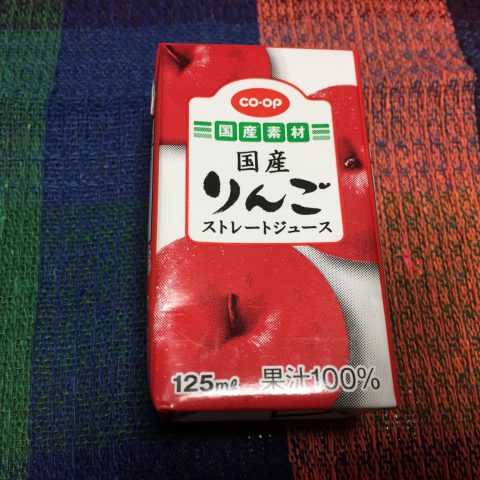 CO·OP
国産素材
国産
りんご
ストレートジュース
125ml 果汁100%